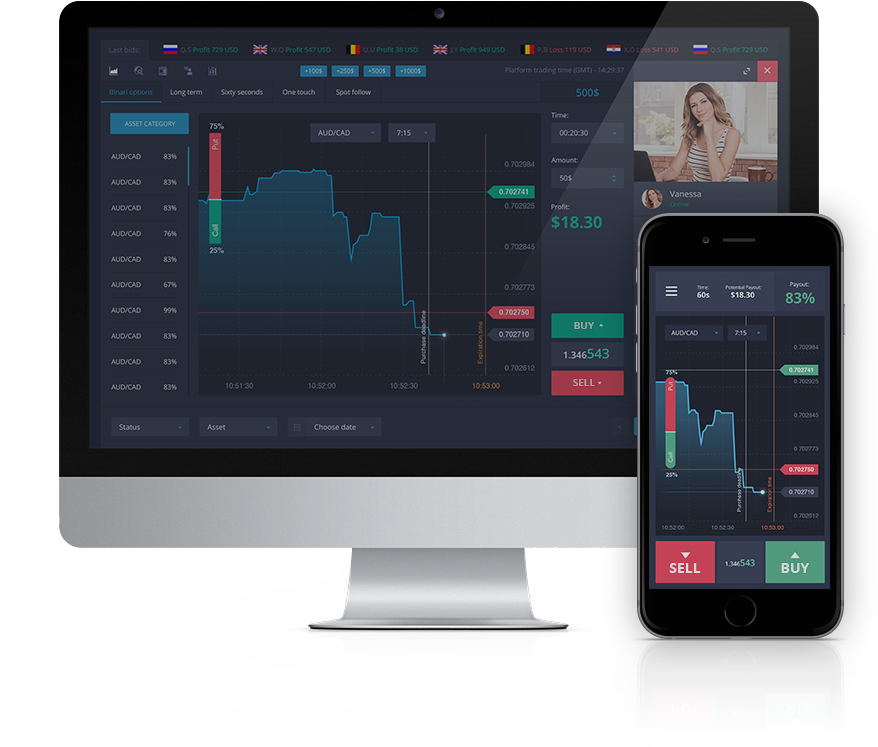 Last bids: Q.S Profit 729 USD W.Q Profit 547 USD U.U Profit 38 USD I.Y Profit 949 USD P.B Loss 119 USD X.O Loss 541 USD Q.S Profit 729 USD
+100$ +250$ +500$ +1000$ Platform trading time (GMT) - 14:29:37
Binari options Long term Sixty seconds One touch Spot follow 500$
ASSET CATEGORY
AUD/CAD 83%
AUD/CAD 83%
AUD/CAD 83%
AUD/CAD 76%
AUD/CAD 83%
AUD/CAD 67%
AUD/CAD 99%
AUD/CAD 83%
AUD/CAD 83%
AUD/CAD 83%
75%
Put
Call
25%
AUD/CAD 7:15
0.702984
0.702741
0.702925
0.702845
0.702773
0.702750
0.702710
0.702612
Purchase deadline
Expiration time
10:51:30 10:52:00 10:52:30 10:53:00
Time:
00:20:30
Amount:
50$
Profit:
$18.30
BUY
1.346543
SELL
Vanessa
Online
Status Asset Choose date
Time: Potential Payout: Payout:
60s $18.30 83%
AUD/CAD 7:15
75%
Put
Call
25%
0.702984
0.702741
0.702925
0.702845
0.702773
0.702750
0.702710
0.702612
Purchase deadline
Expiration time
10:52:00 10:52:30 10:53:00
SELL 1.346543 BUY